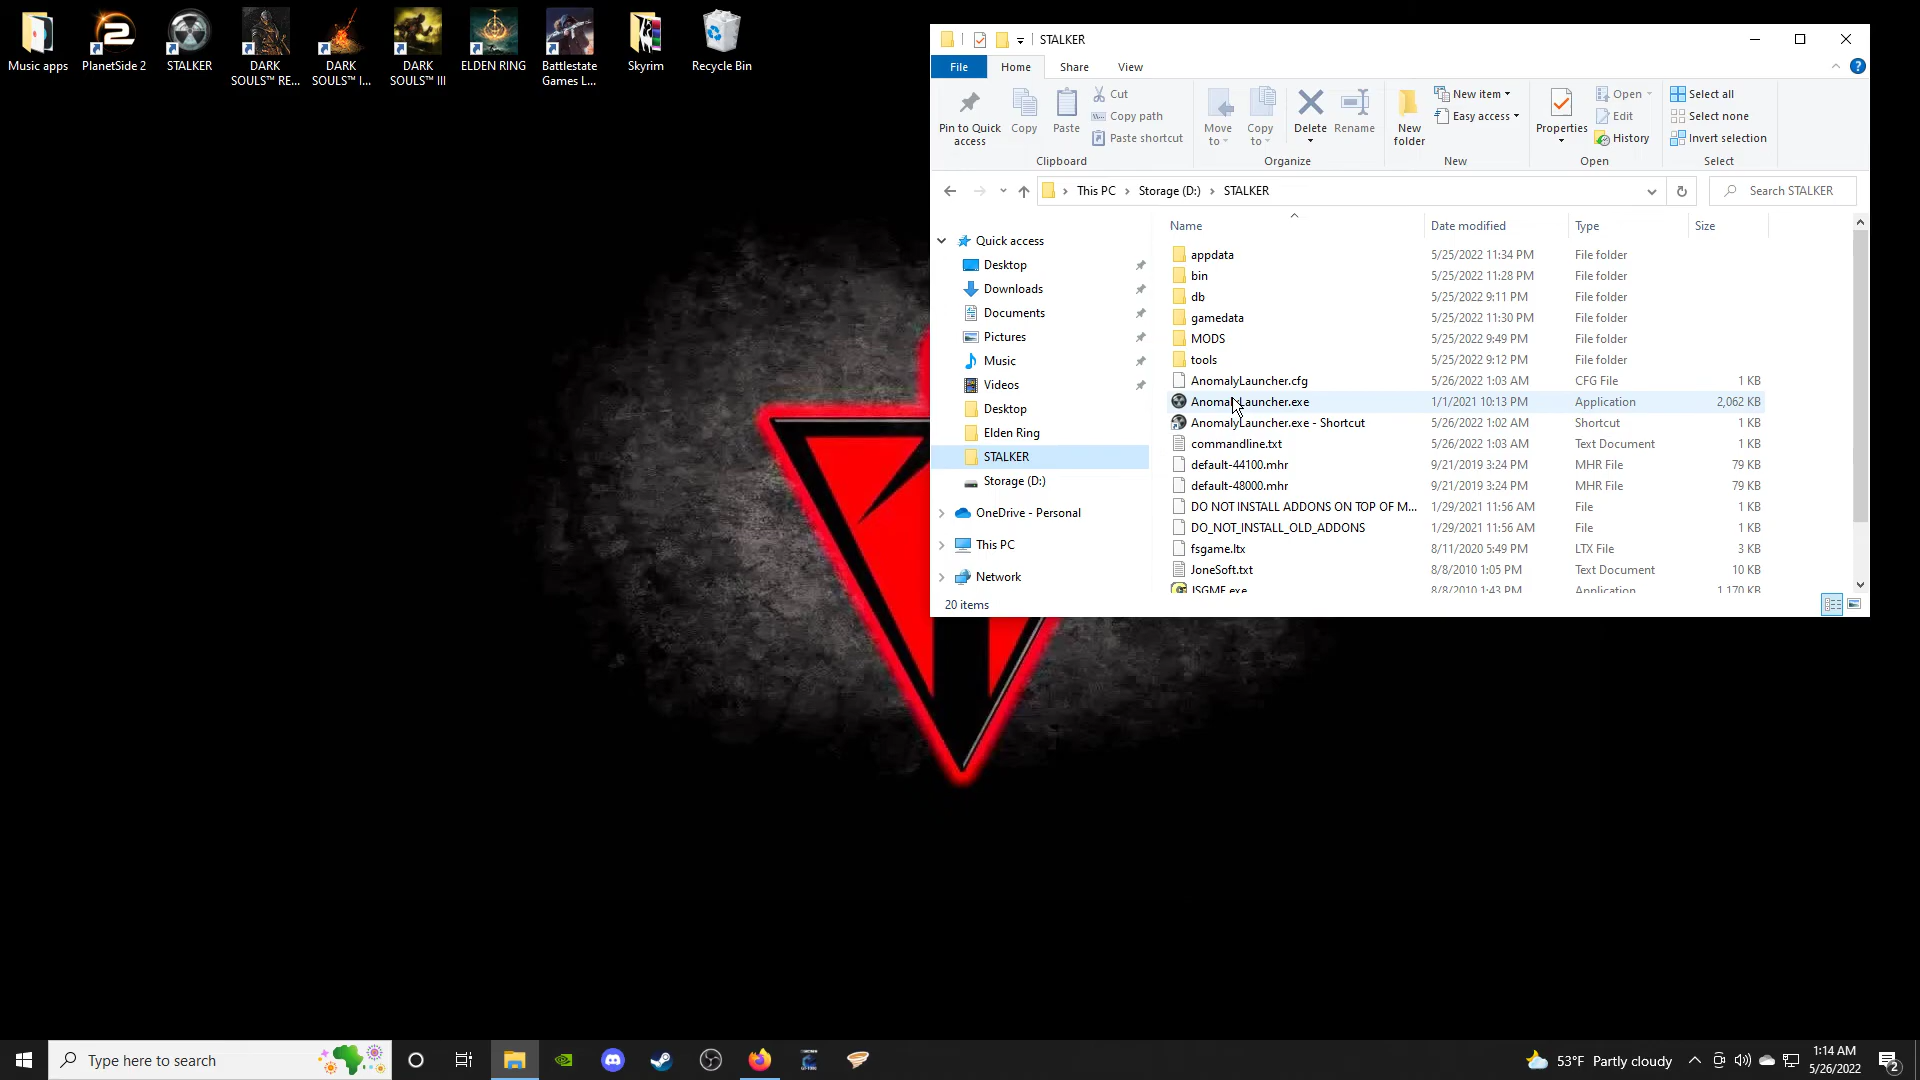 Music apps
PlanetSide 2
STALKER
DARK
SOULS™ RE...
DARK
SOULS™ I...
DARK
SOULS™ III
ELDEN RING
Battlestate
Games L...
Skyrim
Recycle Bin
STALKER
File
Home
Share
View
Pin to Quick
access
Copy
Paste
Cut
Copy path
Paste shortcut
Clipboard
Move
to
Copy
to
Delete
Rename
Organize
New
folder
New item
Easy access
New
Properties
Open
Edit
History
Open
Select all
Select none
Invert selection
Select
This PC > Storage (D:) > STALKER
Search STALKER
Quick access
Desktop
Downloads
Documents
Pictures
Music
Videos
Desktop
Elden Ring
STALKER
Storage (D:)
OneDrive - Personal
This PC
Network
Name Date modified Type Size
appdata 5/25/2022 11:34 PM File folder
bin 5/25/2022 11:28 PM File folder
db 5/25/2022 9:11 PM File folder
gamedata 5/25/2022 11:30 PM File folder
MODS 5/25/2022 9:49 PM File folder
tools 5/25/2022 9:12 PM File folder
AnomalyLauncher.cfg 5/26/2022 1:03 AM CFG File 1 KB
AnomalyLauncher.exe 1/1/2021 10:13 PM Application 2,062 KB
AnomalyLauncher.exe - Shortcut 5/26/2022 1:02 AM Shortcut 1 KB
commandline.txt 5/26/2022 1:03 AM Text Document 1 KB
default-44100.mhr 9/21/2019 3:24 PM MHR File 79 KB
default-48000.mhr 9/21/2019 3:24 PM MHR File 79 KB
DO NOT INSTALL ADDONS ON TOP OF M... 1/29/2021 11:56 AM File 1 KB
DO_NOT_INSTALL_OLD_ADDONS 1/29/2021 11:56 AM File 1 KB
fsgame.ltx 8/11/2020 5:49 PM LTX File 3 KB
JoneSoft.txt 8/8/2010 1:05 PM Text Document 10 KB
JSGME.exe 8/8/2010 1:43 PM Application 1,170 KB
20 items
Type here to search
53°F Partly cloudy
1:14 AM
5/26/2022
2